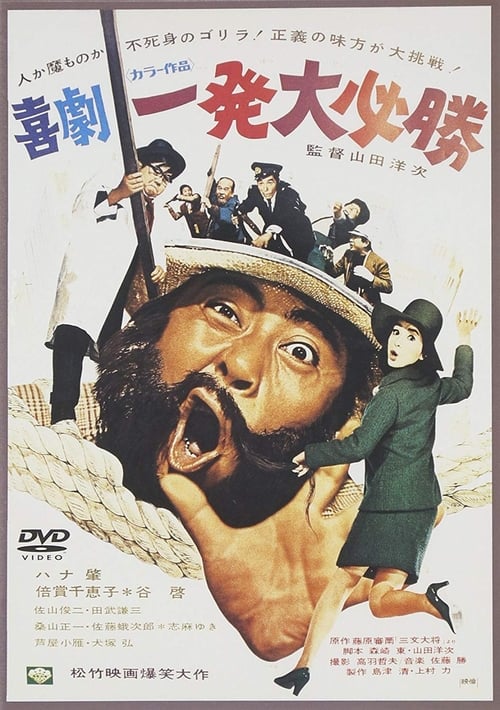 人か魔ものか 不死身のゴリラ！正義の味方が大挑戦！
(カラー作品)
喜劇 一発大必勝
監督山田洋次
DVD
VIDEO
ハナ肇
倍賞千恵子*谷 啓
佐山俊二・田武謙三
桑山正一・佐藤蛾次郎*志麻ゆき
芦屋小雁・犬塚 弘
松竹映画爆笑大作
原作 藤原審爾「三文大将」より
脚本 森﨑 東・山田洋次
撮影 高羽哲夫/音楽 佐藤 勝
製作 島津 清・上村 力